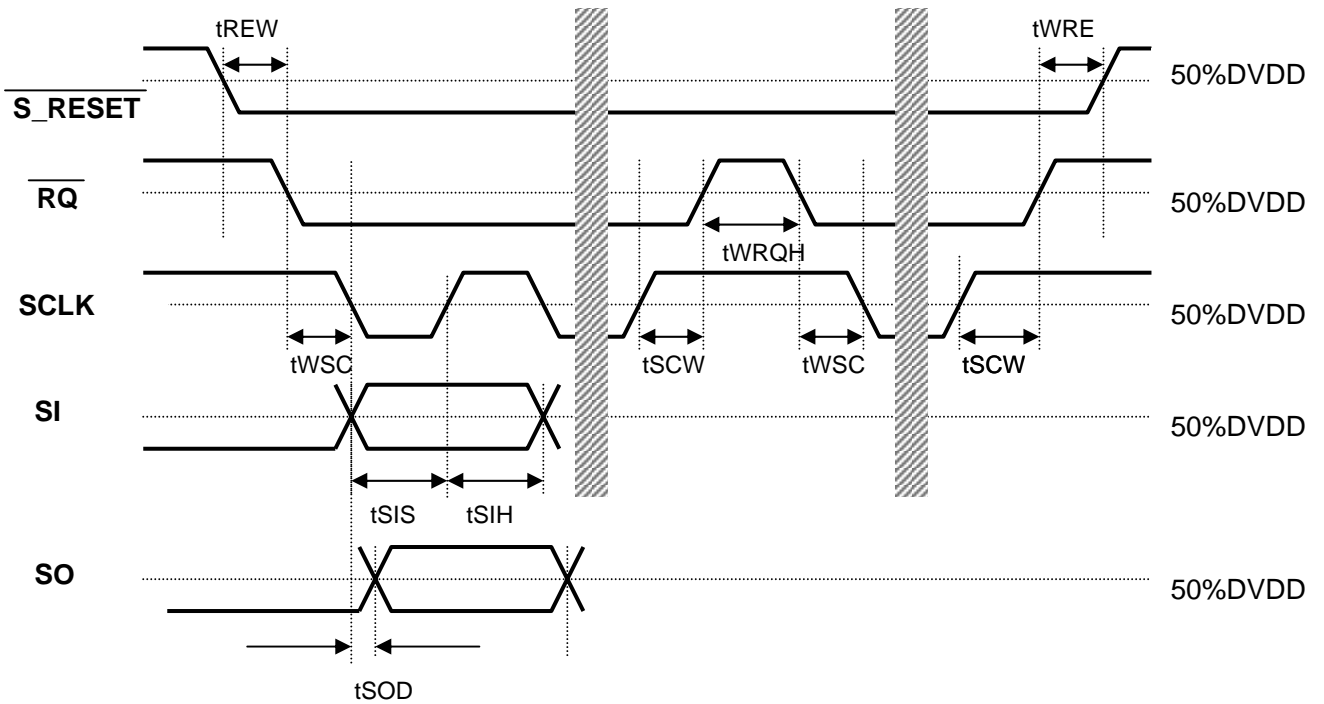 tREW
tWRE
S_RESET
50%DVDD
RQ
50%DVDD
tWRQH
SCLK
50%DVDD
tWSC
tSCW
tWSC
tSCW
SI
50%DVDD
tSIS
tSIH
SO
50%DVDD
tSOD